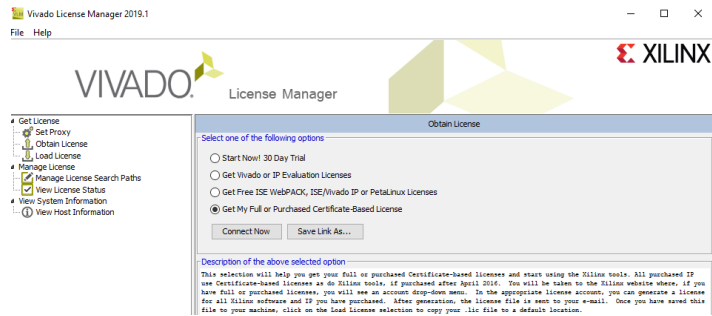 Vivado License Manager 2019.1
File Help
VIVADO.
License Manager
XILINX
Get License
Set Proxy
Obtain License
Load License
Manage License
Manage License Search Paths
View License Status
View System Information
View Host Information
Obtain License
Select one of the following options
Start Now! 30 Day Trial
Get Vivado or IP Evaluation Licenses
Get Free ISE WebPACK, ISE/Vivado IP or PetaLinux Licenses
Get My Full or Purchased Certificate-Based License
Connect Now Save Link As...
Description of the above selected option
This selection will help you get your full or purchased Certificate-based licenses and start using the Xilinx tools. All purchased IP
use Certificate-based licenses as do Xilinx tools, if purchased after April 2016. You will be taken to the Xilinx website where, if you
have full or purchased licenses, you will see an account drop-down menu. In the appropriate license account, you can generate a license
for all Xilinx software and IP you have purchased. After generation, the license file is sent to your e-mail. Once you have saved this
file to your machine, click on the Load License selection to copy your .lic file to a default location.